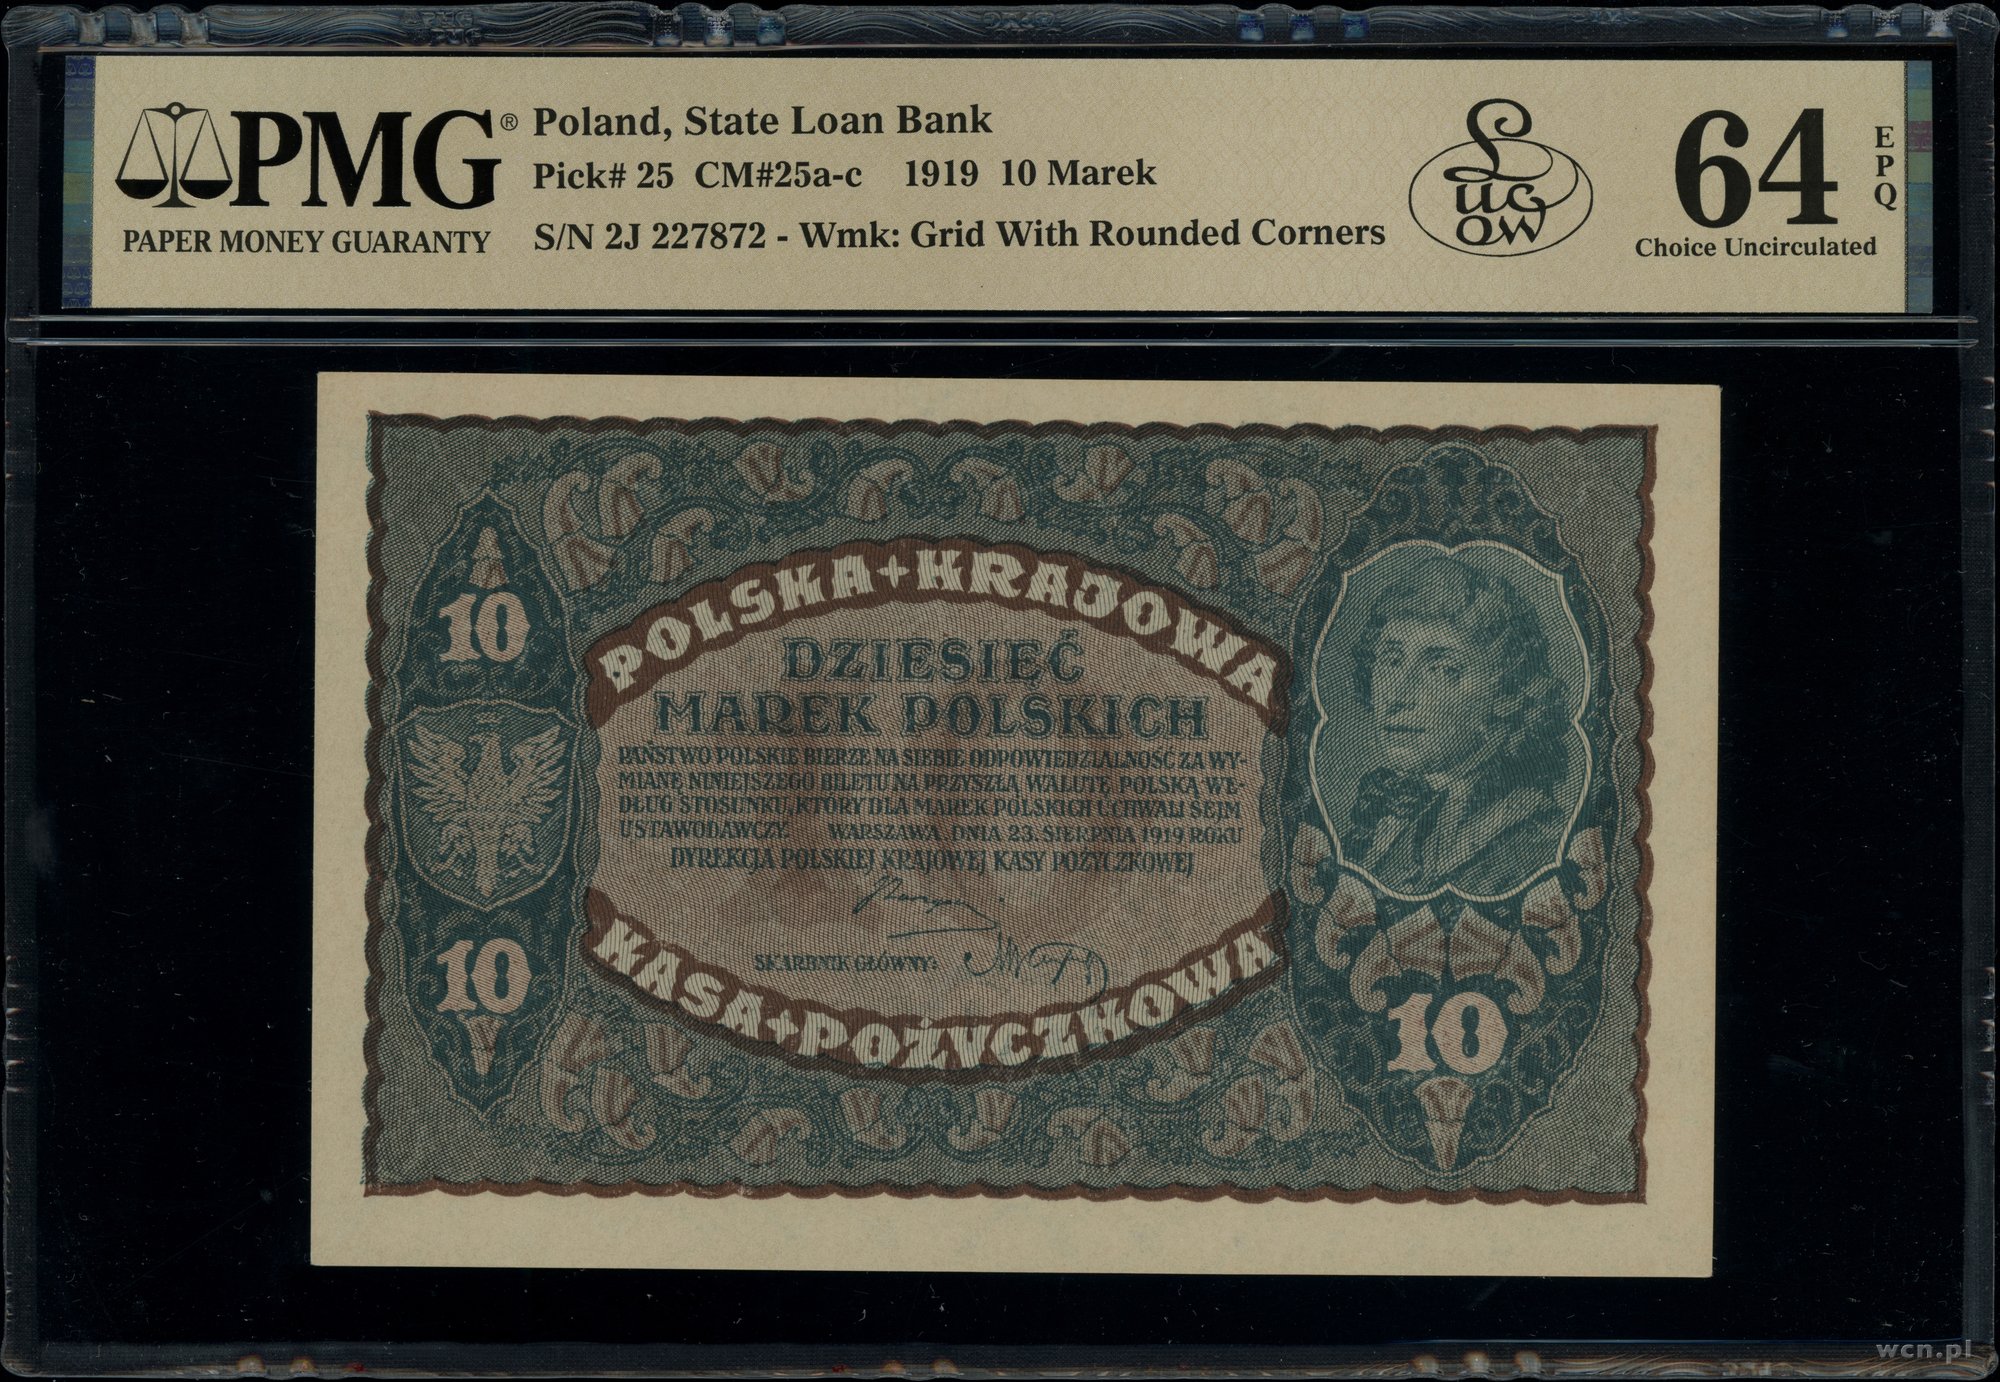 PMG®
PAPER MONEY GUARANTY
Poland, State Loan Bank
Pick# 25 CM#25a-c 1919 10 Marek
S/N 2J 227872 - Wmk: Grid With Rounded Corners
Lucow
64
EPQ
Choice Uncirculated
POLSKA + KRAJOWA
10
DZIESIĘĆ
MAREK POLSKICH
PAŃSTWO POLSKIE BIERZE NA SIEBIE ODPOWIEDZIALNOŚĆ ZA WY-
MIANĘ NINIEJSZEGO BILETU NA PRZYSZŁĄ WALUTĘ POLSKĄ WE-
DŁUG STOSUNKU, KTÓRY DLA MAREK POLSKICH UCHWALI SEJM
USTAWODAWCZY. WARSZAWA, DNIA 23. SIERPNIA 1919 ROKU
DYREKCJA POLSKIEJ KRAJOWEJ KASY POŻYCZKOWEJ
SKARBNIK GŁÓWNY:
10
10
KASA + POŻYCZKOWA
wcn.pl